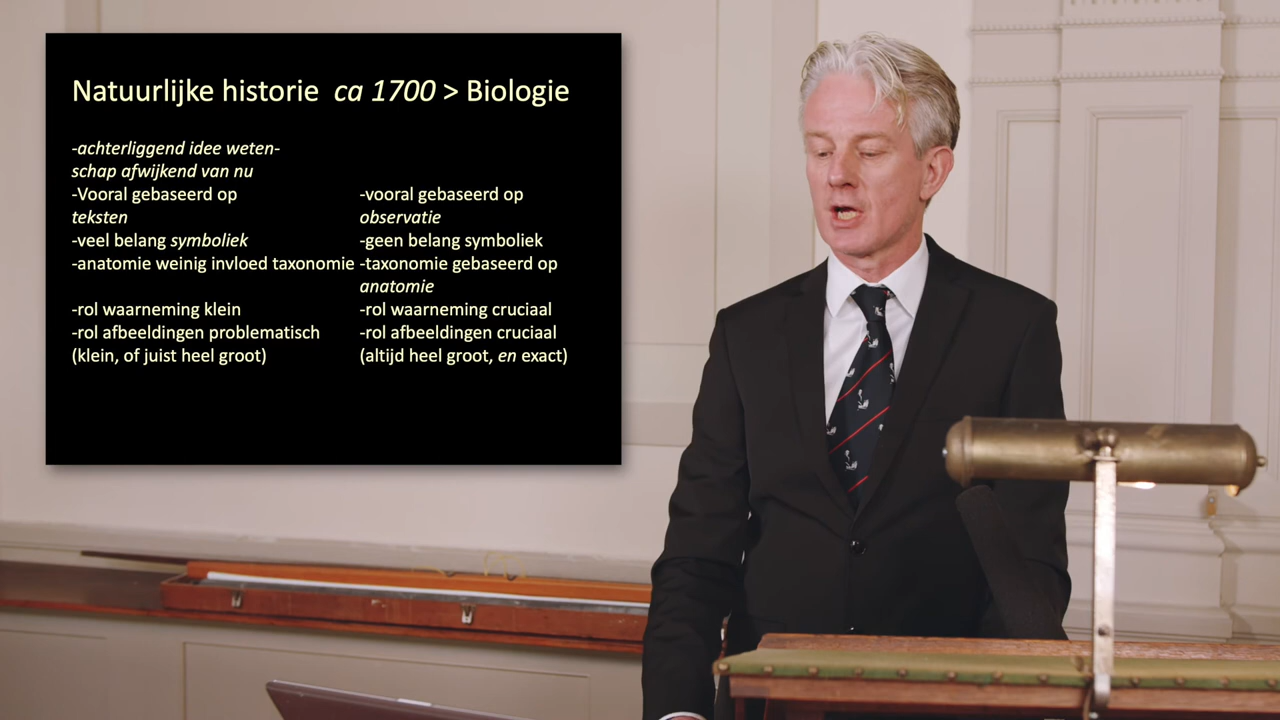 Natuurlijke historie ca 1700 > Biologie
-achterliggend idee weten-
schap afwijkend van nu
-Vooral gebaseerd op
teksten
-veel belang symboliek
-anatomie weinig invloed taxonomie
-rol waarneming klein
-rol afbeeldingen problematisch
(klein, of juist heel groot)
-vooral gebaseerd op
observatie
-geen belang symboliek
-taxonomie gebaseerd op
anatomie
-rol waarneming cruciaal
-rol afbeeldingen cruciaal
(altijd heel groot, en exact)